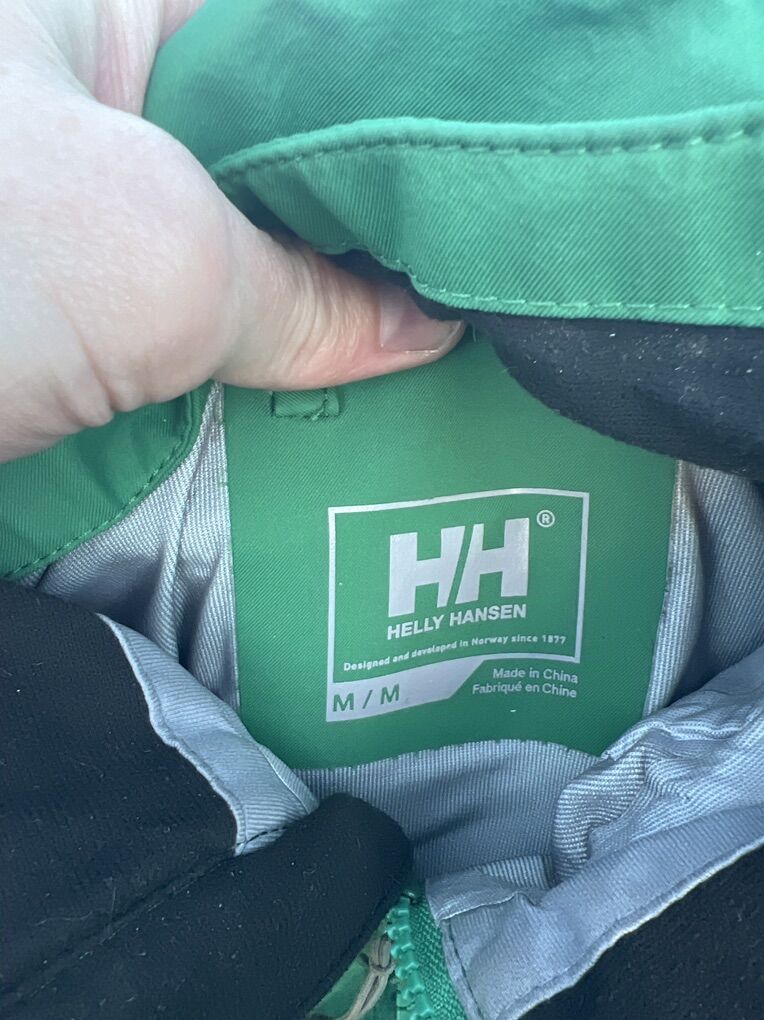 HH®
HELLY HANSEN
Designed and developed in Norway since 1877
M / M
Made in China
Fabriqué en Chine